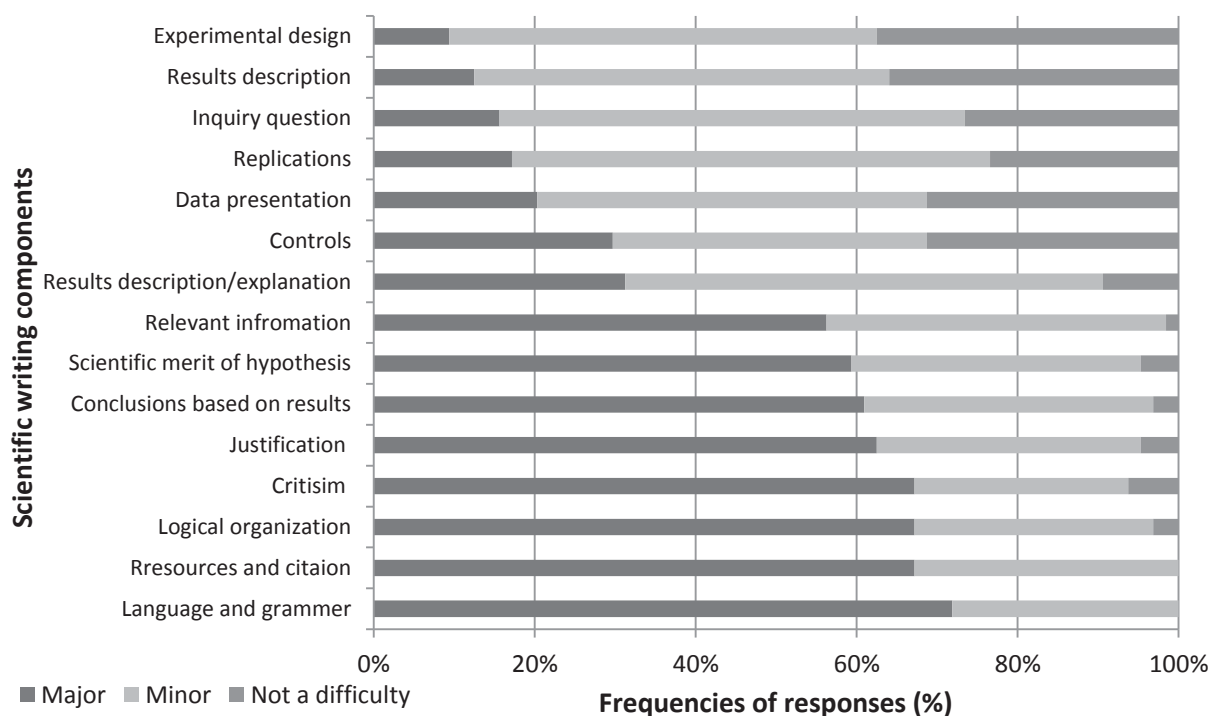 Scientific writing components
Experimental design
Results description
Inquiry question
Replications
Data presentation
Controls
Results description/explanation
Relevant infromation
Scientific merit of hypothesis
Conclusions based on results
Justification
Critisim
Logical organization
Rresources and citaion
Language and grammer
0% 20% 40% 60% 80% 100%
Major Minor Not a difficulty
Frequencies of responses (%)